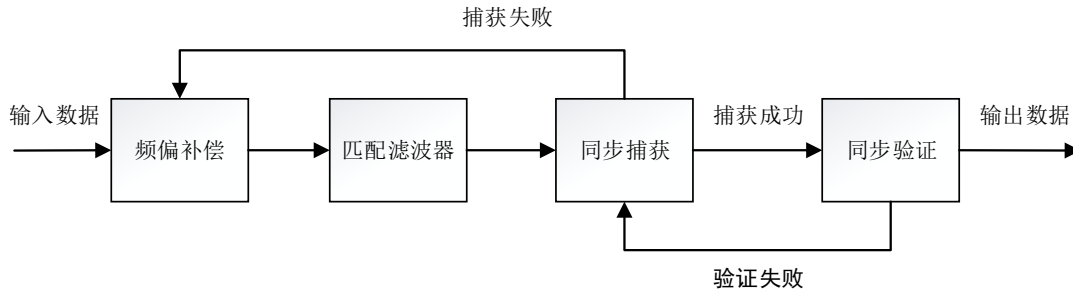 捕获失败
输入数据
频偏补偿
匹配滤波器
同步捕获
捕获成功
同步验证
输出数据
验证失败